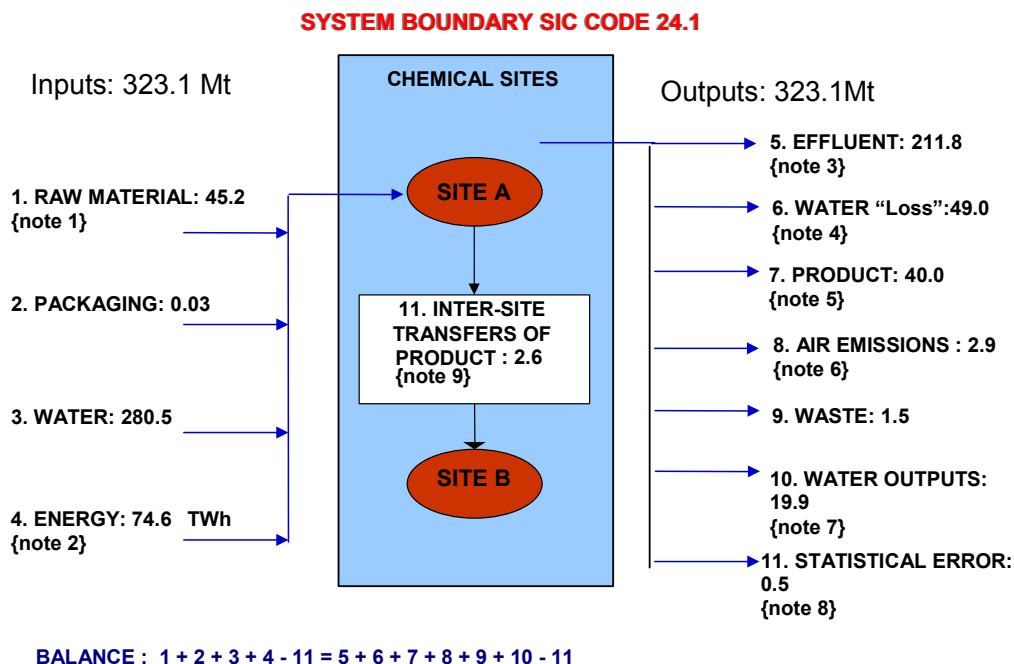 SYSTEM BOUNDARY SIC CODE 24.1
Inputs: 323.1 Mt
CHEMICAL SITES
Outputs: 323.1Mt
1. RAW MATERIAL: 45.2
{note 1}
2. PACKAGING: 0.03
3. WATER: 280.5
4. ENERGY: 74.6 TWh
{note 2}
SITE A
11. INTER-SITE
TRANSFERS OF
PRODUCT : 2.6
{note 9}
SITE B
5. EFFLUENT: 211.8
{note 3}
6. WATER “Loss”:49.0
{note 4}
7. PRODUCT: 40.0
{note 5}
8. AIR EMISSIONS : 2.9
{note 6}
9. WASTE: 1.5
10. WATER OUTPUTS:
19.9
{note 7}
11. STATISTICAL ERROR:
0.5
{note 8}
BALANCE : 1 + 2 + 3 + 4 - 11 = 5 + 6 + 7 + 8 + 9 + 10 - 11